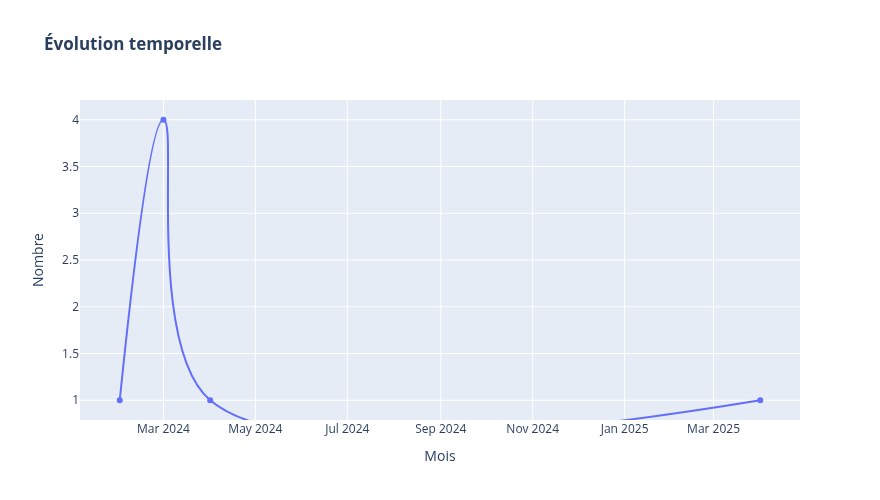 Évolution temporelle
4
3.5
3
2.5
2
1.5
1
Nombre
Mar 2024
May 2024
Jul 2024
Sep 2024
Nov 2024
Jan 2025
Mar 2025
Mois